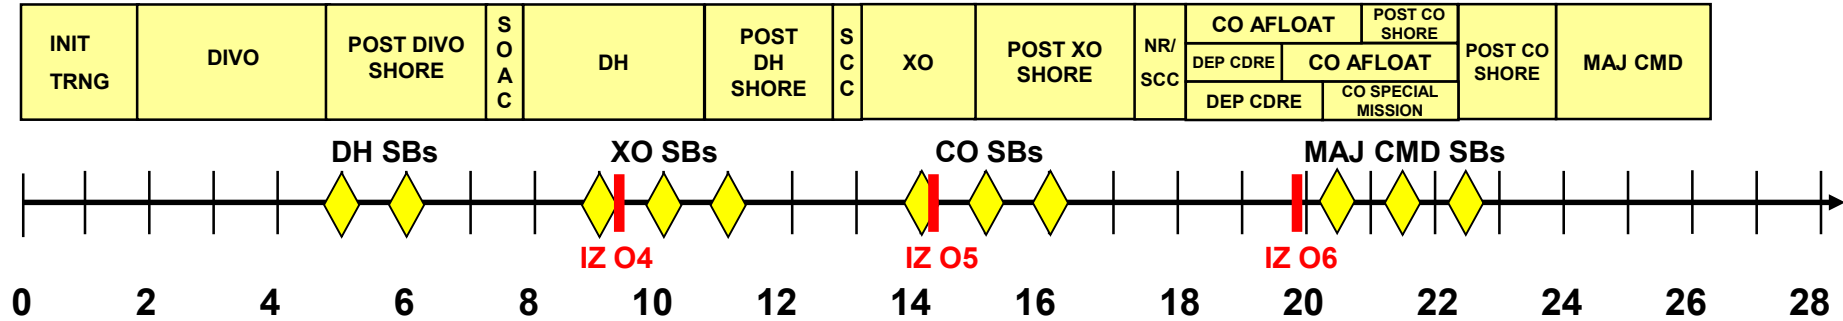 INIT
TRNG
DIVO
POST DIVO
SHORE
S
O
A
C
DH
POST
DH
SHORE
S
C
C
XO
POST XO
SHORE
NR/
SCC
CO AFLOAT
POST CO
SHORE
DEP CDRE
CO AFLOAT
DEP CDRE
CO SPECIAL
MISSION
POST CO
SHORE
MAJ CMD
DH SBs
XO SBs
CO SBs
MAJ CMD SBs
IZ O4
IZ O5
IZ O6
0 2 4 6 8 10 12 14 16 18 20 22 24 26 28